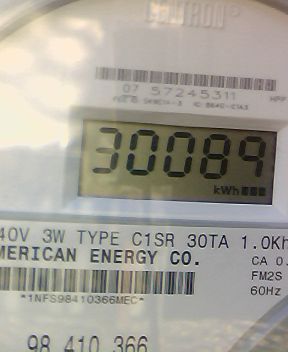 CENTRON®
07 57245311
30089
kWh
40V 3W TYPE C1SR 30TA 1.0Kh
MERICAN ENERGY CO.
CA 0.
FM2S
60Hz
*1NFS98410366MEC*
98 410 366